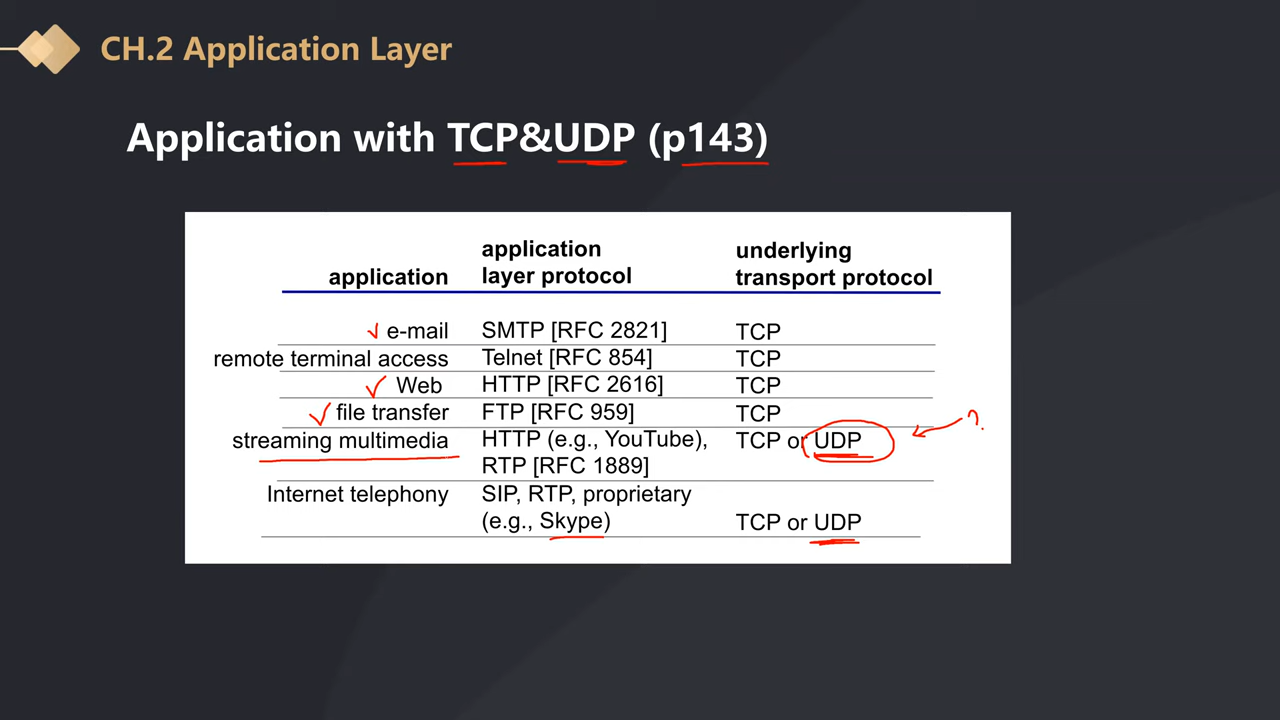 CH.2 Application Layer
Application with TCP&UDP (p143)
application
application layer protocol
underlying transport protocol
e-mail SMTP [RFC 2821] TCP
remote terminal access Telnet [RFC 854] TCP
Web HTTP [RFC 2616] TCP
file transfer FTP [RFC 959] TCP
streaming multimedia HTTP (e.g., YouTube), TCP or UDP ?
RTP [RFC 1889]
Internet telephony SIP, RTP, proprietary
(e.g., Skype) TCP or UDP